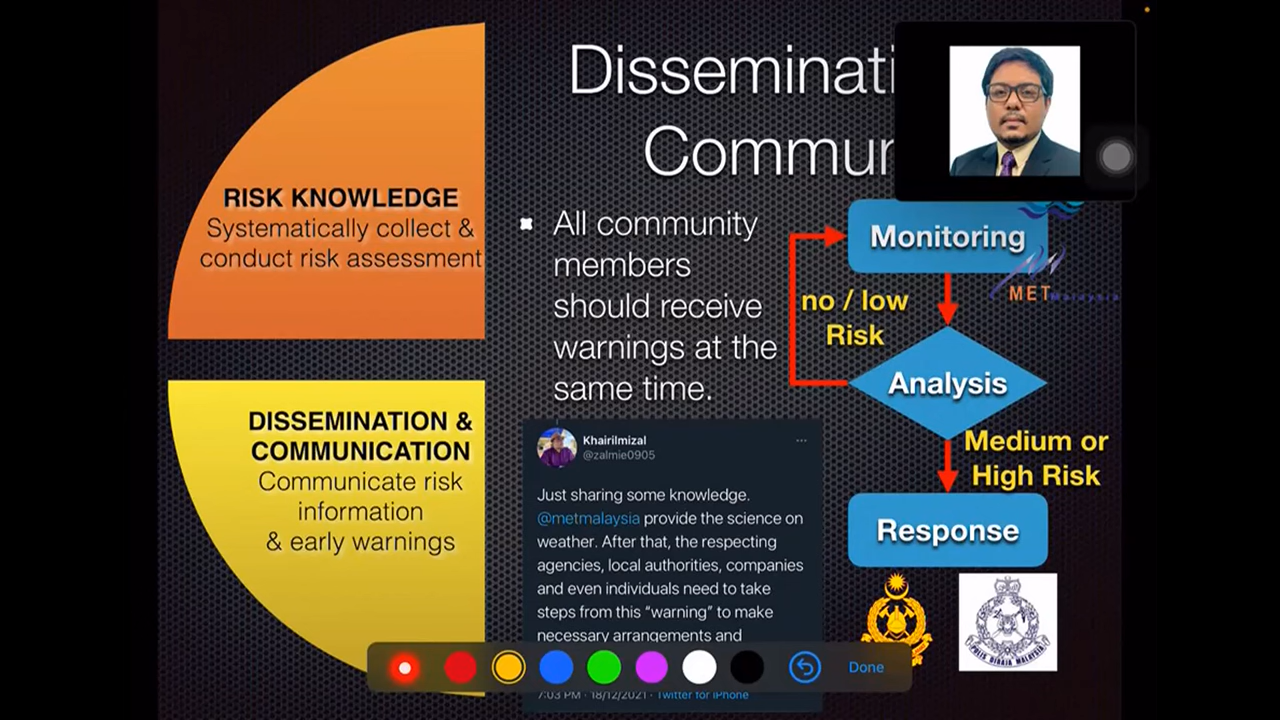 Disseminati
Commun
RISK KNOWLEDGE
Systematically collect &
conduct risk assessment
DISSEMINATION &
COMMUNICATION
Communicate risk
information
& early warnings
All community
members
should receive
warnings at the
same time.
Khairilmizal
@zalmie0905
Just sharing some knowledge.
@metmalaysia provide the science on
weather. After that, the respecting
agencies, local authorities, companies
and even individuals need to take
steps from this “warning” to make
necessary arrangements and
7:03 PM · 18/12/2021 · Twitter for iPhone
Monitoring
METMalaysia
no / low
Risk
Analysis
Medium or
High Risk
Response
POLIS DIRAJA MALAYSIA
Done